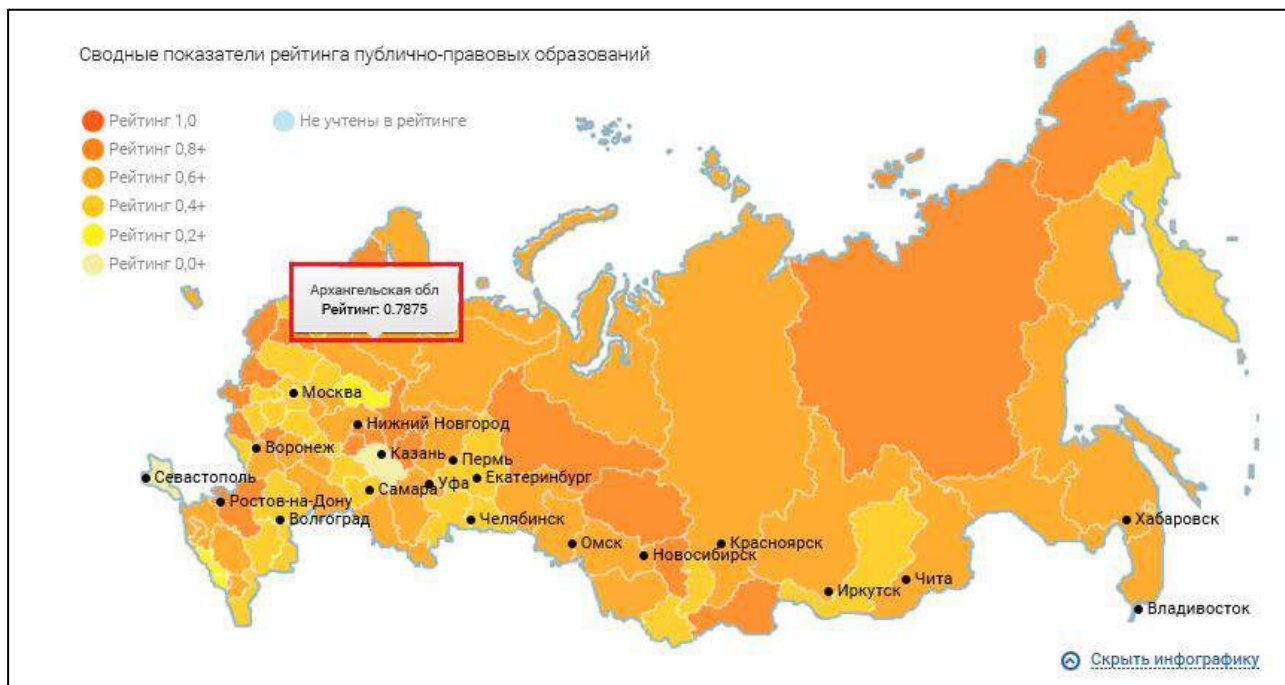 Сводные показатели рейтинга публично-правовых образований
Рейтинг 1,0
Не учтены в рейтинге
Рейтинг 0,8+
Рейтинг 0,6+
Рейтинг 0,4+
Рейтинг 0,2+
Рейтинг 0,0+
Архангельская обл
Рейтинг: 0.7875
Москва
Нижний Новгород
Воронеж
Казань
Пермь
Севастополь
Екатеринбург
Уфа
Самара
Ростов-на-Дону
Волгоград
Челябинск
Хабаровск
Омск
Красноярск
Новосибирск
Чита
Иркутск
Владивосток
Скрыть инфографику